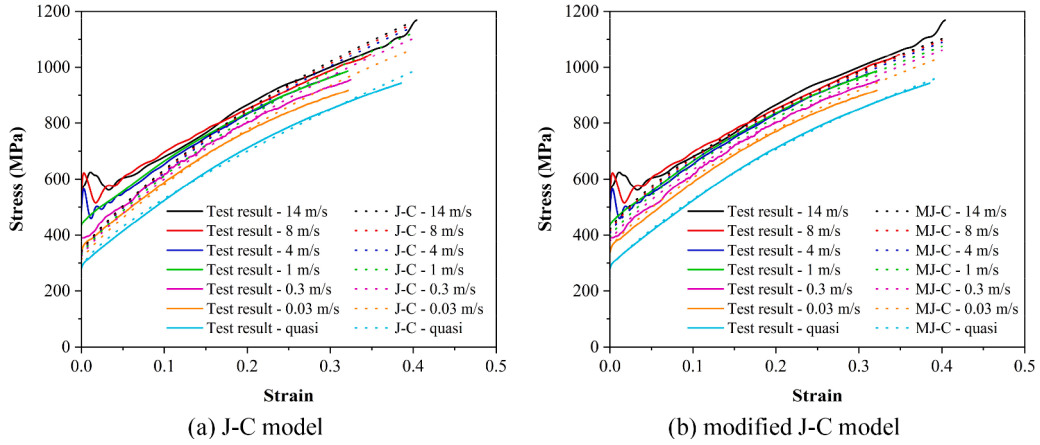 1200
1000
800
600
400
200
0
Stress (MPa)
Test result - 14 m/s
Test result - 8 m/s
Test result - 4 m/s
Test result - 1 m/s
Test result - 0.3 m/s
Test result - 0.03 m/s
Test result - quasi
J-C - 14 m/s
J-C - 8 m/s
J-C - 4 m/s
J-C - 1 m/s
J-C - 0.3 m/s
J-C - 0.03 m/s
J-C - quasi
0.0 0.1 0.2 0.3 0.4 0.5
Strain
(a) J-C model
1200
1000
800
600
400
200
0
Stress (MPa)
Test result - 14 m/s
Test result - 8 m/s
Test result - 4 m/s
Test result - 1 m/s
Test result - 0.3 m/s
Test result - 0.03 m/s
Test result - quasi
MJ-C - 14 m/s
MJ-C - 8 m/s
MJ-C - 4 m/s
MJ-C - 1 m/s
MJ-C - 0.3 m/s
MJ-C - 0.03 m/s
MJ-C - quasi
0.0 0.1 0.2 0.3 0.4 0.5
Strain
(b) modified J-C model